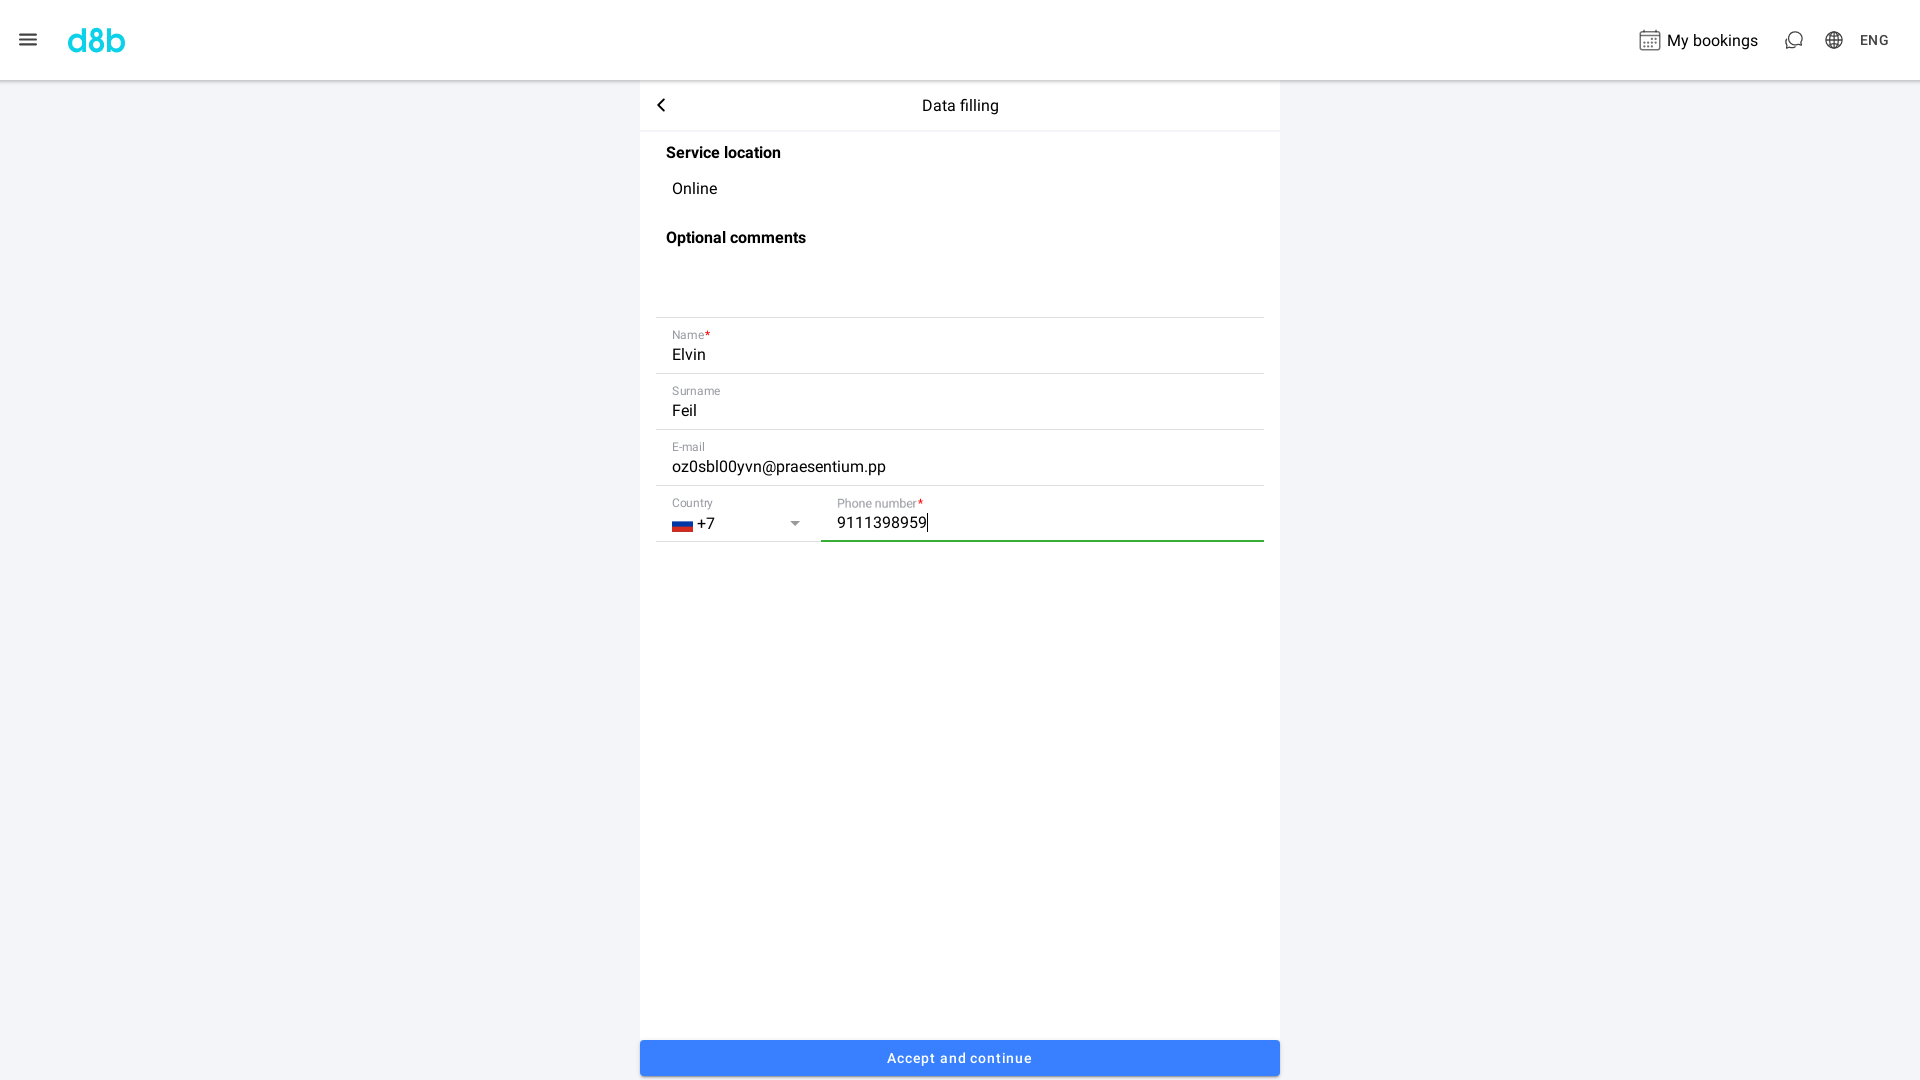 d8b
My bookings
ENG
Data filling
Service location
Online
Optional comments
Name*
Elvin
Surname
Feil
E-mail
oz0sbl00yvn@praesentium.pp
Country
+7
Phone number*
9111398959
Accept and continue